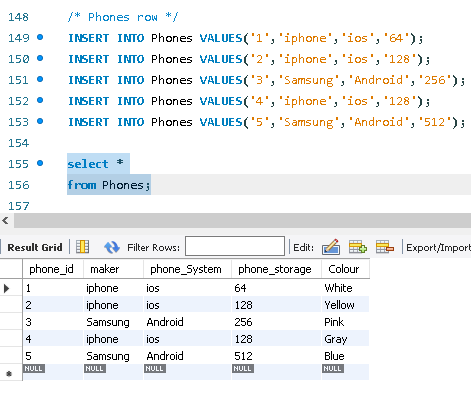 148 /* Phones row */
149 INSERT INTO Phones VALUES('1','iphone','ios','64');
150 INSERT INTO Phones VALUES('2','iphone','ios','128');
151 INSERT INTO Phones VALUES('3','Samsung','Android','256');
152 INSERT INTO Phones VALUES('4','iphone','ios','128');
153 INSERT INTO Phones VALUES('5','Samsung','Android','512');
154
155 select *
156 from Phones;
157
Result Grid Filter Rows: Edit: Export/Import
phone_id maker phone_System phone_storage Colour
1 iphone ios 64 White
2 iphone ios 128 Yellow
3 Samsung Android 256 Pink
4 iphone ios 128 Gray
5 Samsung Android 512 Blue
NULL NULL NULL NULL NULL